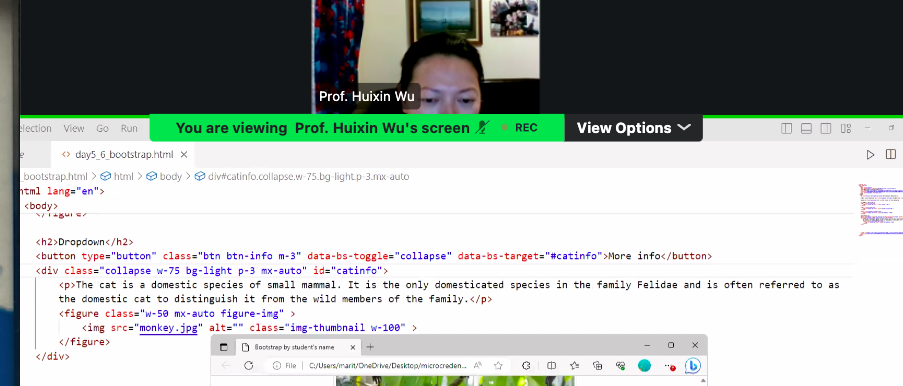 Prof. Huixin Wu
You are viewing Prof. Huixin Wu's screen REC View Options
election View Go Run
e day5_6_bootstrap.html
_bootstrap.html > html > body > div#catinfo.collapse.w-75.bg-light.p-3.mx-auto
html lang="en">
<body>
</figure>
<h2>Dropdown</h2>
<button type="button" class="btn btn-info m-3" data-bs-toggle="collapse" data-bs-target="#catinfo">More info</button>
<div class="collapse w-75 bg-light p-3 mx-auto" id="catinfo">
<p>The cat is a domestic species of small mammal. It is the only domesticated species in the family Felidae and is often referred to as
the domestic cat to distinguish it from the wild members of the family.</p>
<figure class="w-50 mx-auto figure-img" >
<img src="monkey.jpg" alt="" class="img-thumbnail w-100" >
</figure>
</div>
Bootstrap by student's name
File C:/Users/marit/OneDrive/Desktop/microcreden...